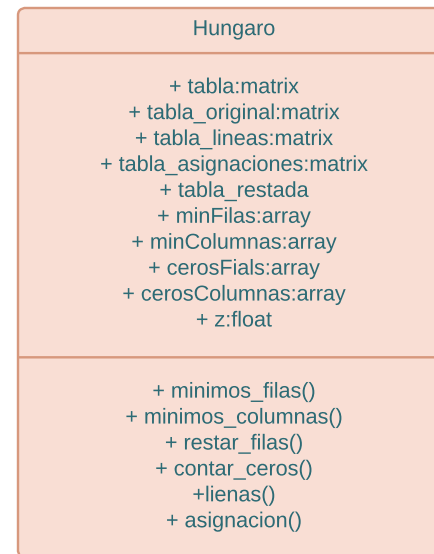 Hungaro
+ tabla:matrix
+ tabla_original:matrix
+ tabla_lineas:matrix
+ tabla_asignaciones:matrix
+ tabla_restada
+ minFilas:array
+ minColumnas:array
+ cerosFials:array
+ cerosColumnas:array
+ z:float
+ minimos_filas()
+ minimos_columnas()
+ restar_filas()
+ contar_ceros()
+lienas()
+ asignacion()